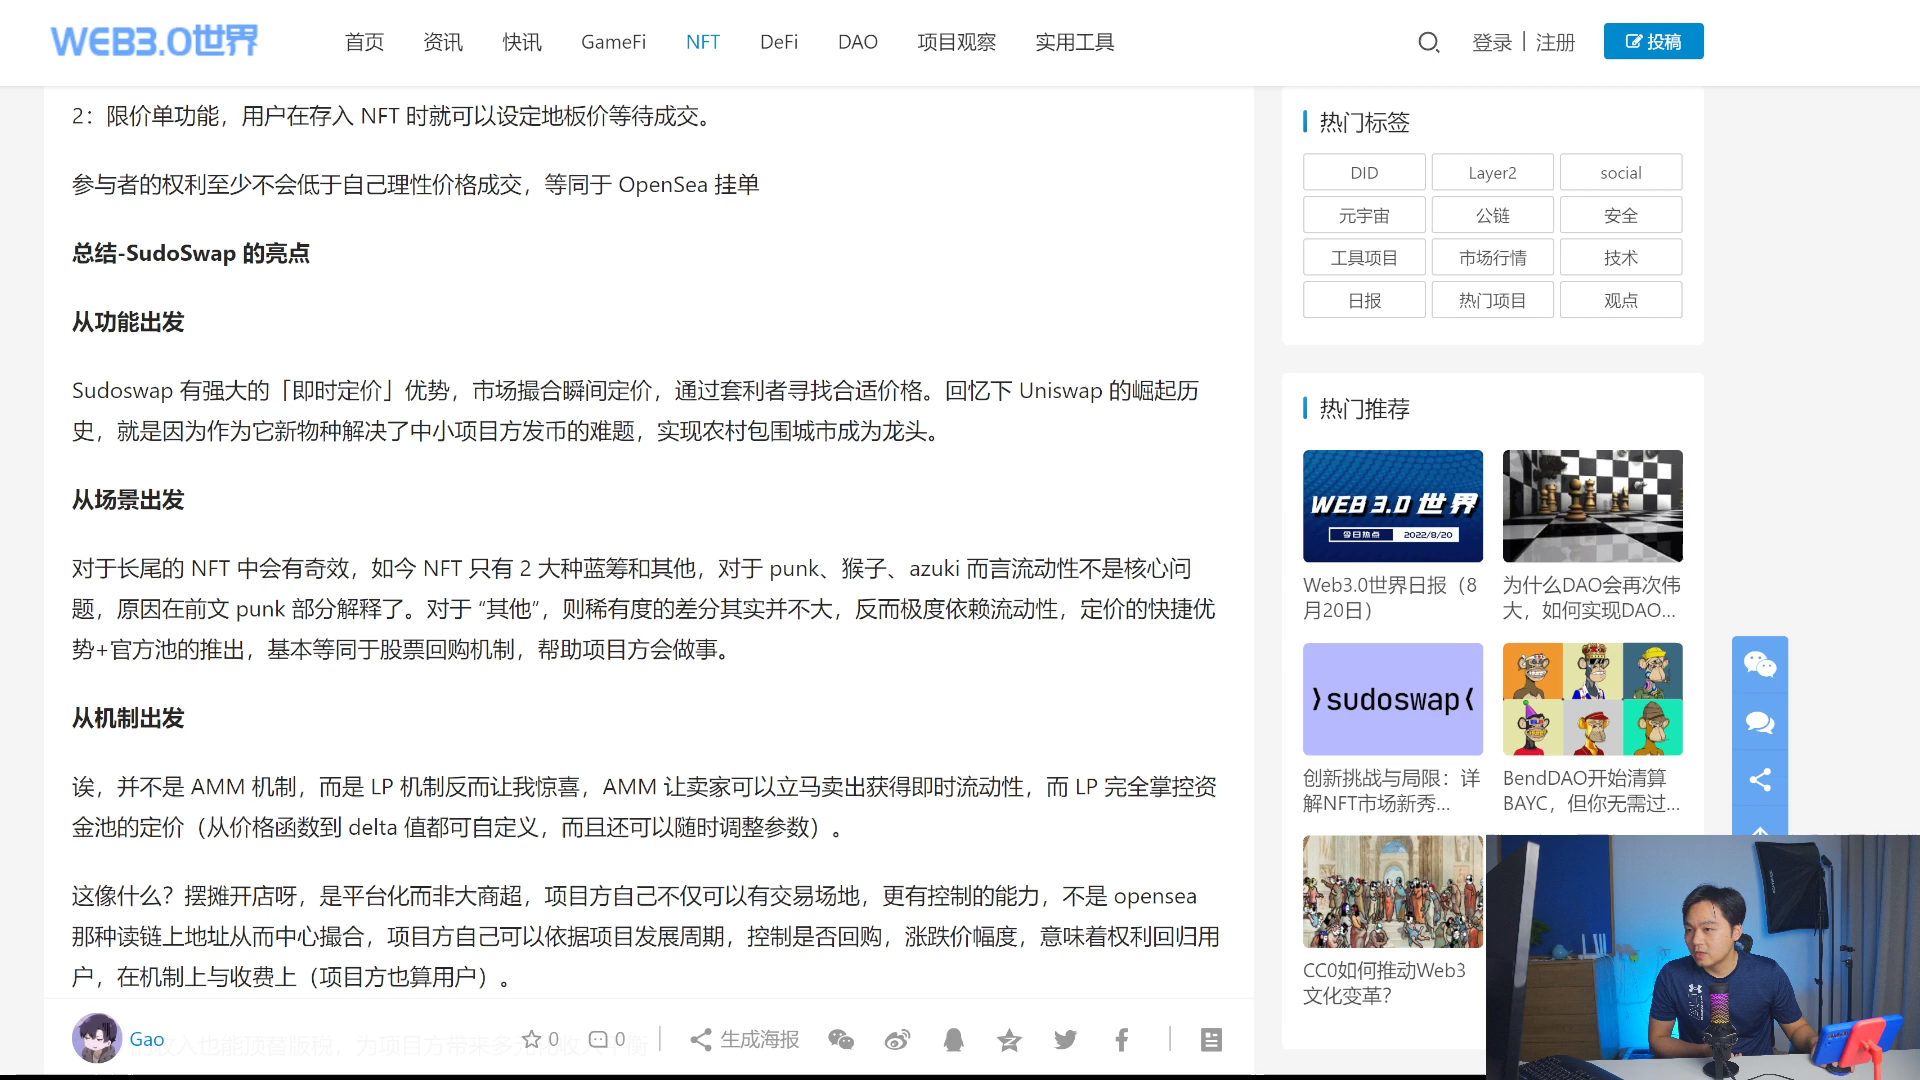 WEB3.0世界
首页 资讯 快讯 GameFi NFT DeFi DAO 项目观察 实用工具
登录 | 注册
投稿
2：限价单功能，用户在存入 NFT 时就可以设定地板价等待成交。
参与者的权利至少不会低于自己理性价格成交，等同于 OpenSea 挂单
总结-SudoSwap 的亮点
从功能出发
Sudoswap 有强大的「即时定价」优势，市场撮合瞬间定价，通过套利者寻找合适价格。回忆下 Uniswap 的崛起历
史，就是因为作为它新物种解决了中小项目方发币的难题，实现农村包围城市成为龙头。
从场景出发
对于长尾的 NFT 中会有奇效，如今 NFT 只有 2 大种蓝筹和其他，对于 punk、猴子、azuki 而言流动性不是核心问
题，原因在前文 punk 部分解释了。对于 “其他”，则稀有度的差分其实并不大，反而极度依赖流动性，定价的快捷优
势+官方池的推出，基本等同于股票回购机制，帮助项目方会做事。
从机制出发
诶，并不是 AMM 机制，而是 LP 机制反而让我惊喜，AMM 让卖家可以立马卖出获得即时流动性，而 LP 完全掌控资
金池的定价（从价格函数到 delta 值都可自定义，而且还可以随时调整参数）。
这像什么？摆摊开店呀，是平台化而非大商超，项目方自己不仅可以有交易场地，更有控制的能力，不是 opensea
那种读链上地址从而中心撮合，项目方自己可以依据项目发展周期，控制是否回购，涨跌价幅度，意味着权利回归用
户，在机制上与收费上（项目方也算用户）。
收入也能顶替版税，为项目方带来多
Gao
0
0
生成海报
热门标签
DID Layer2 social
元宇宙 公链 安全
工具项目 市场行情 技术
日报 热门项目 观点
热门推荐
WEB 3.0 世界
今日热点 2022/8/20
Web3.0世界日报（8
月20日）
为什么DAO会再次伟
大，如何实现DAO...
sudoswap
创新挑战与局限：详
解NFT市场新秀...
BendDAO开始清算
BAYC，但你无需过...
CC0如何推动Web3
文化变革？